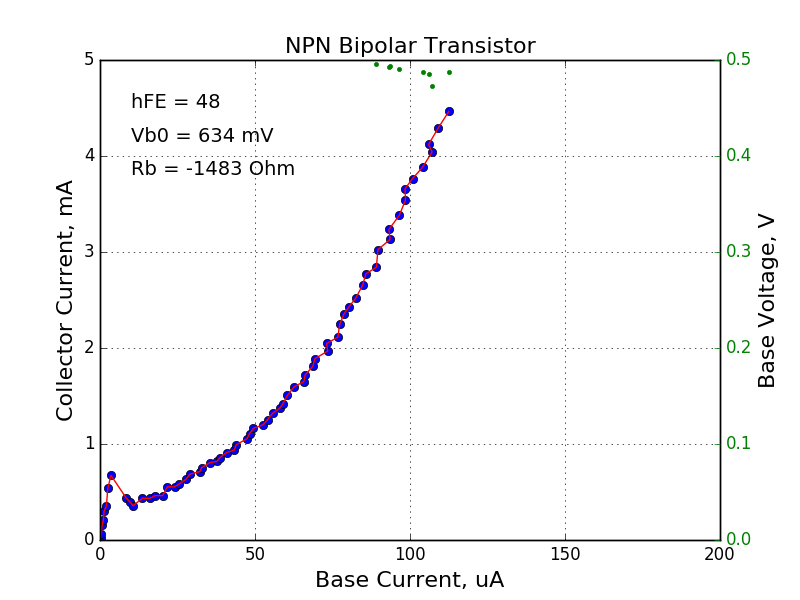 NPN Bipolar Transistor
hFE = 48
Vb0 = 634 mV
Rb = -1483 Ohm
Collector Current, mA
5
4
3
2
1
0
0.5
0.4
0.3
0.2
0.1
0.0
Base Voltage, V
0
50
100
150
200
Base Current, uA